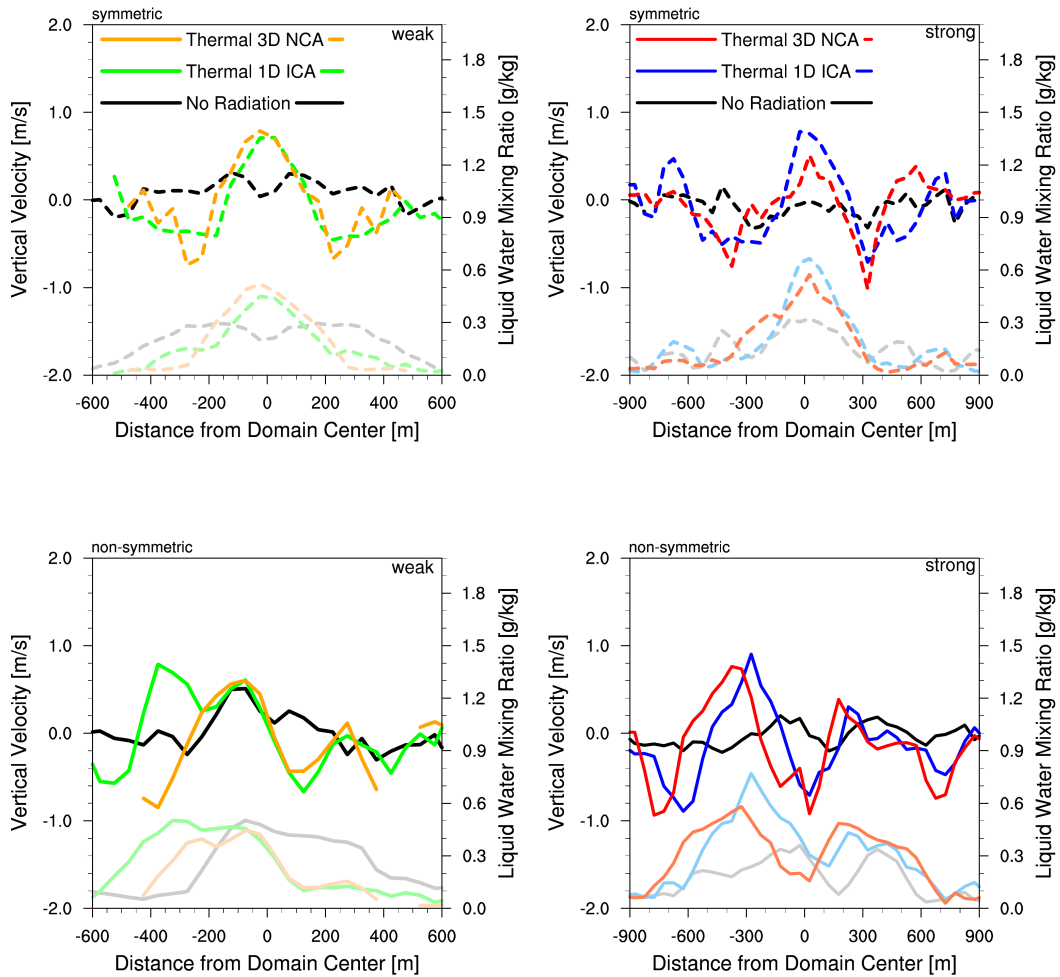 symmetric
weak
Thermal 3D NCA
Thermal 1D ICA
No Radiation
2.0
1.0
0.0
-1.0
-2.0
Vertical Velocity [m/s]
1.8
1.5
1.2
0.9
0.6
0.3
0.0
Liquid Water Mixing Ratio [g/kg]
-600 -400 -200 0 200 400 600
Distance from Domain Center [m]
symmetric
strong
Thermal 3D NCA
Thermal 1D ICA
No Radiation
2.0
1.0
0.0
-1.0
-2.0
Vertical Velocity [m/s]
1.8
1.5
1.2
0.9
0.6
0.3
0.0
Liquid Water Mixing Ratio [g/kg]
-900 -600 -300 0 300 600 900
Distance from Domain Center [m]
non-symmetric
weak
2.0
1.0
0.0
-1.0
-2.0
Vertical Velocity [m/s]
1.8
1.5
1.2
0.9
0.6
0.3
0.0
Liquid Water Mixing Ratio [g/kg]
-600 -400 -200 0 200 400 600
Distance from Domain Center [m]
non-symmetric
strong
2.0
1.0
0.0
-1.0
-2.0
Vertical Velocity [m/s]
1.8
1.5
1.2
0.9
0.6
0.3
0.0
Liquid Water Mixing Ratio [g/kg]
-900 -600 -300 0 300 600 900
Distance from Domain Center [m]